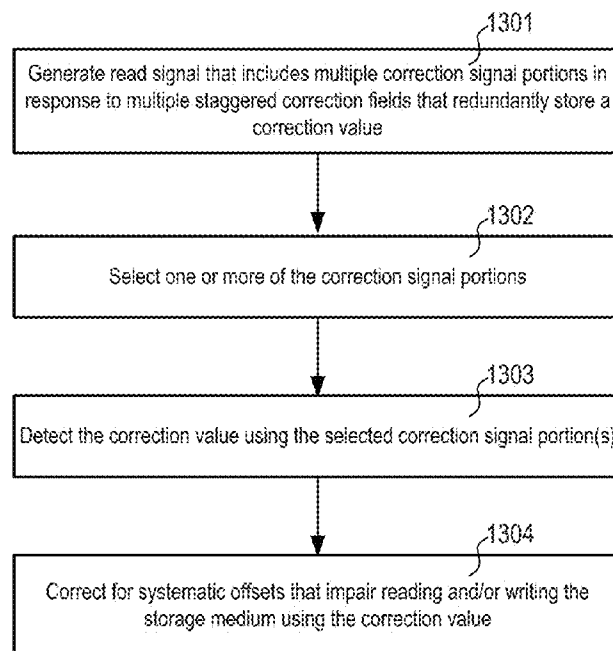 1301
Generate read signal that includes multiple correction signal portions in
response to multiple staggered correction fields that redundantly store a
correction value
1302
Select one or more of the correction signal portions
1303
Detect the correction value using the selected correction signal portion(s)
1304
Correct for systematic offsets that impair reading and/or writing the
storage medium using the correction value